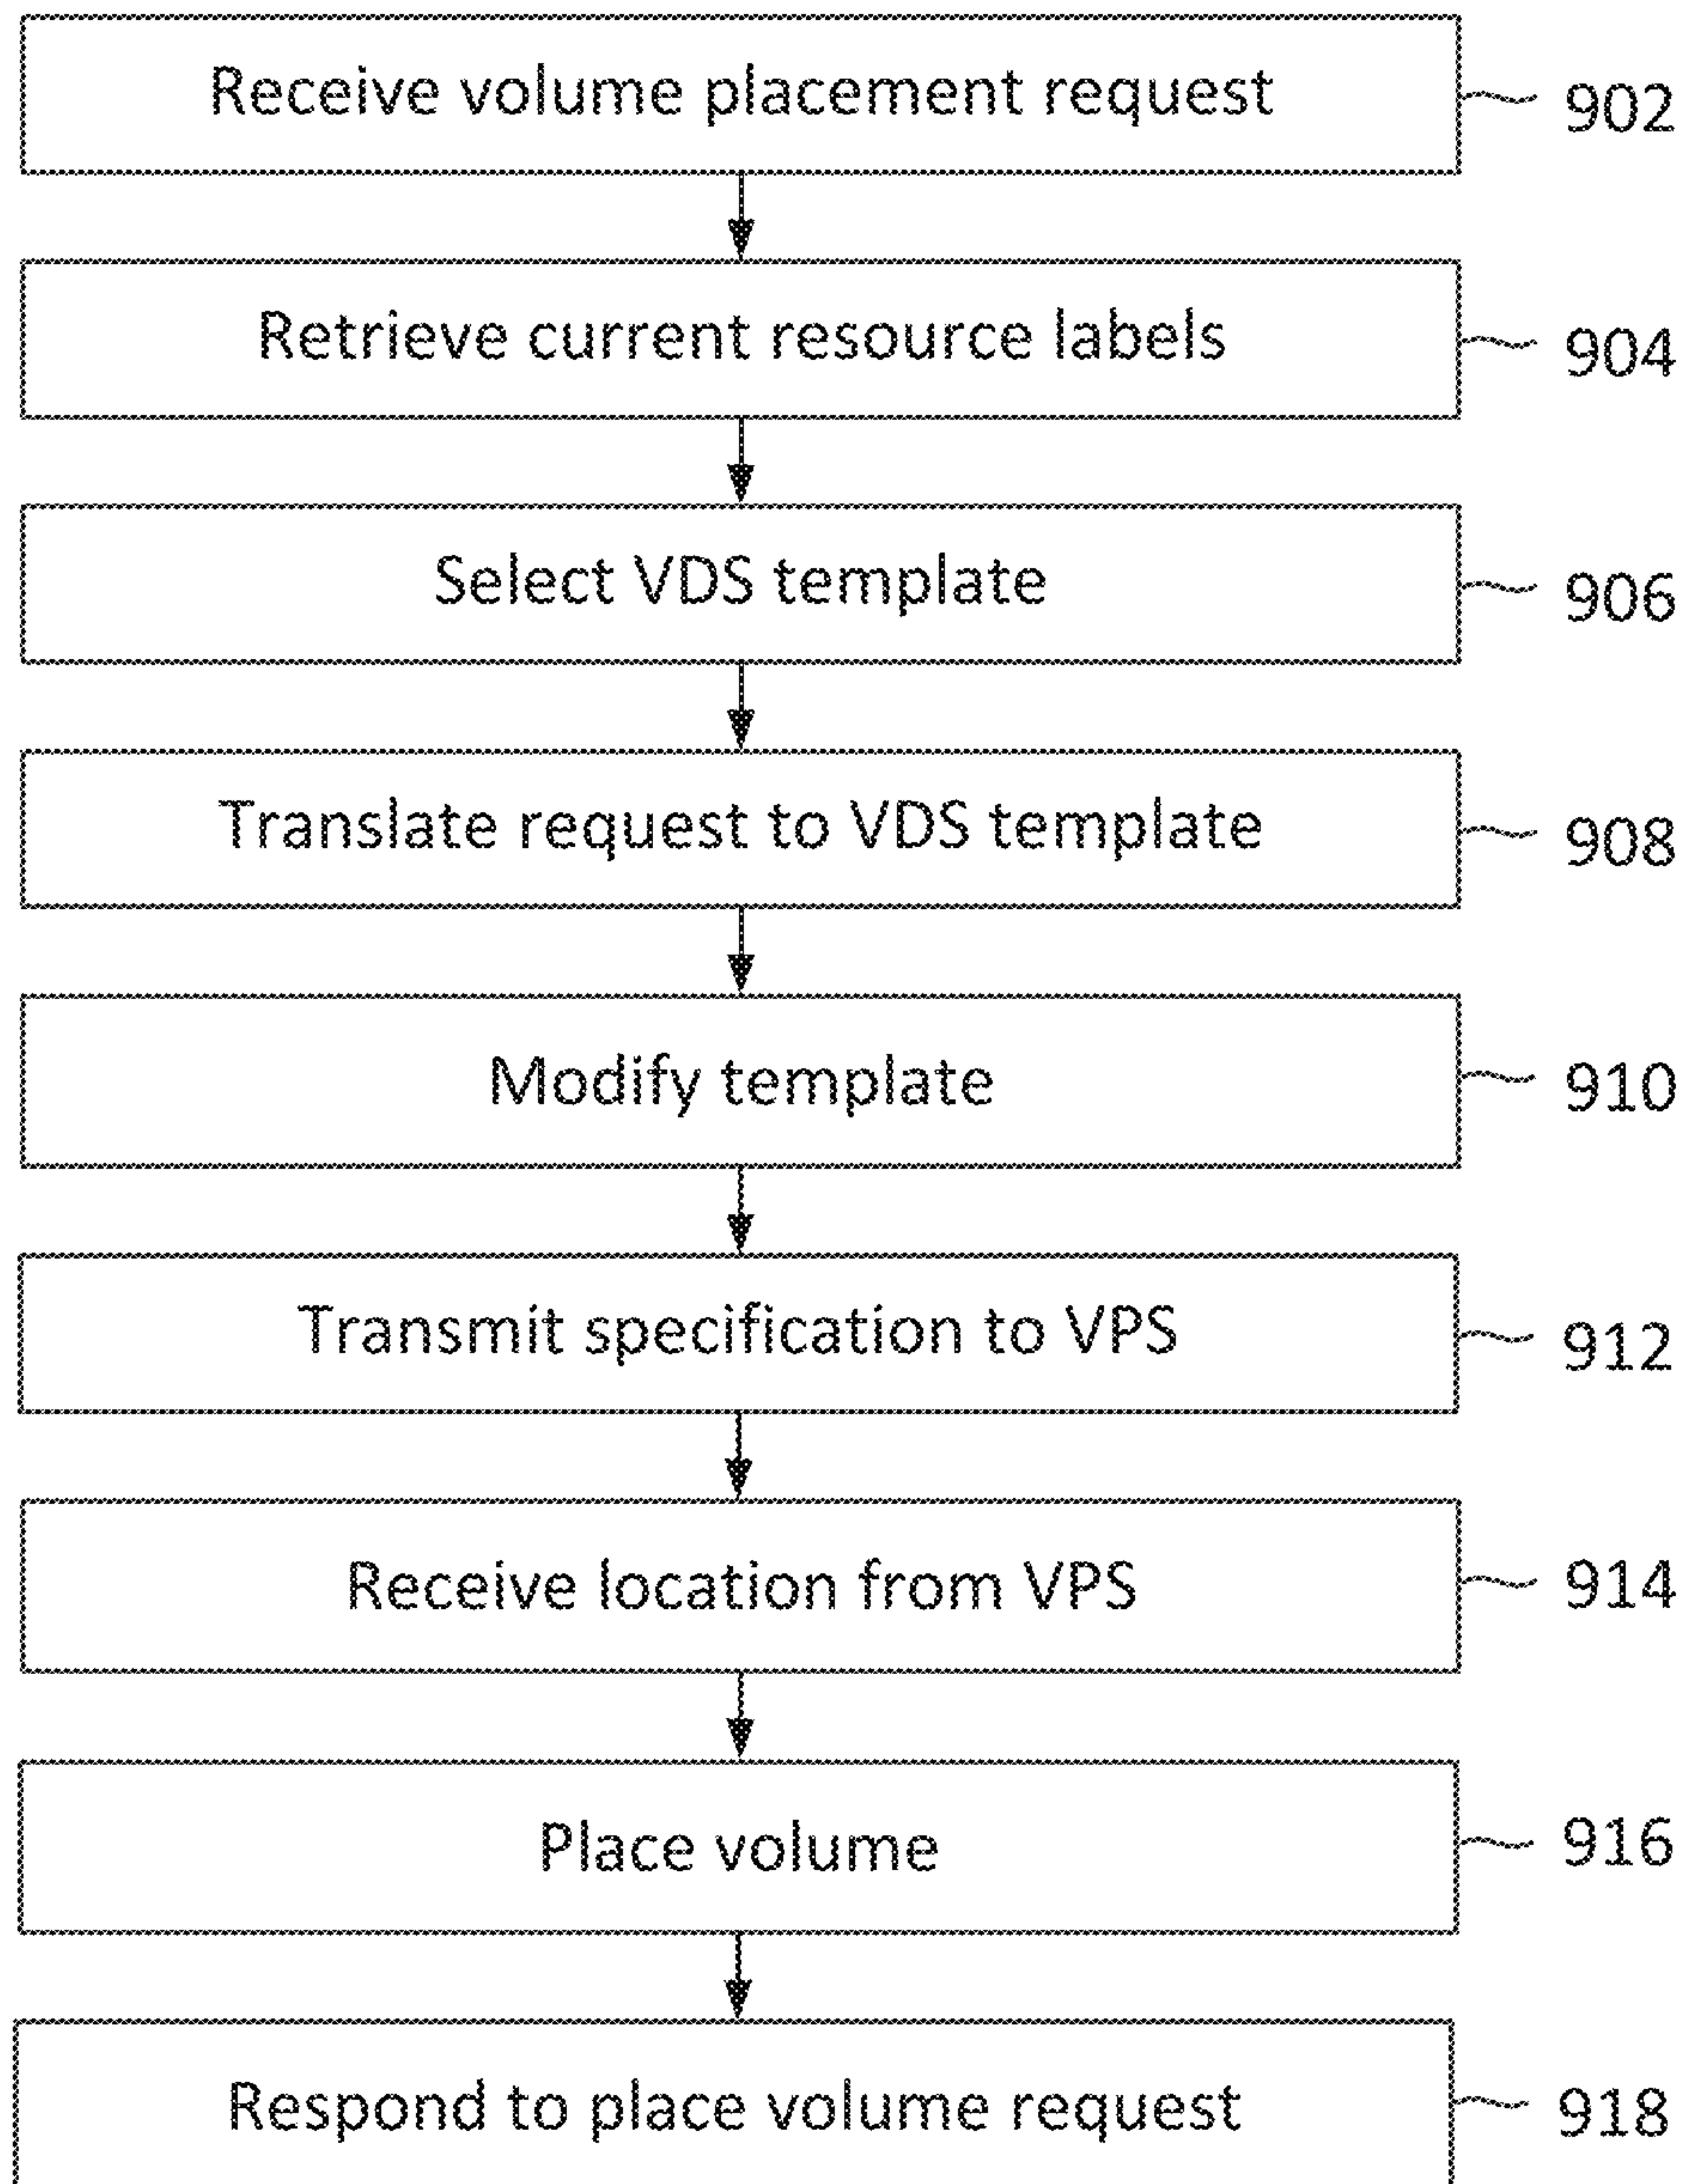 Receive volume placement request
902
Retrieve current resource labels
904
Select VDS template
906
Translate request to VDS template
908
Modify template
910
Transmit specification to VPS
912
Receive location from VPS
914
Place volume
916
Respond to place volume request
918